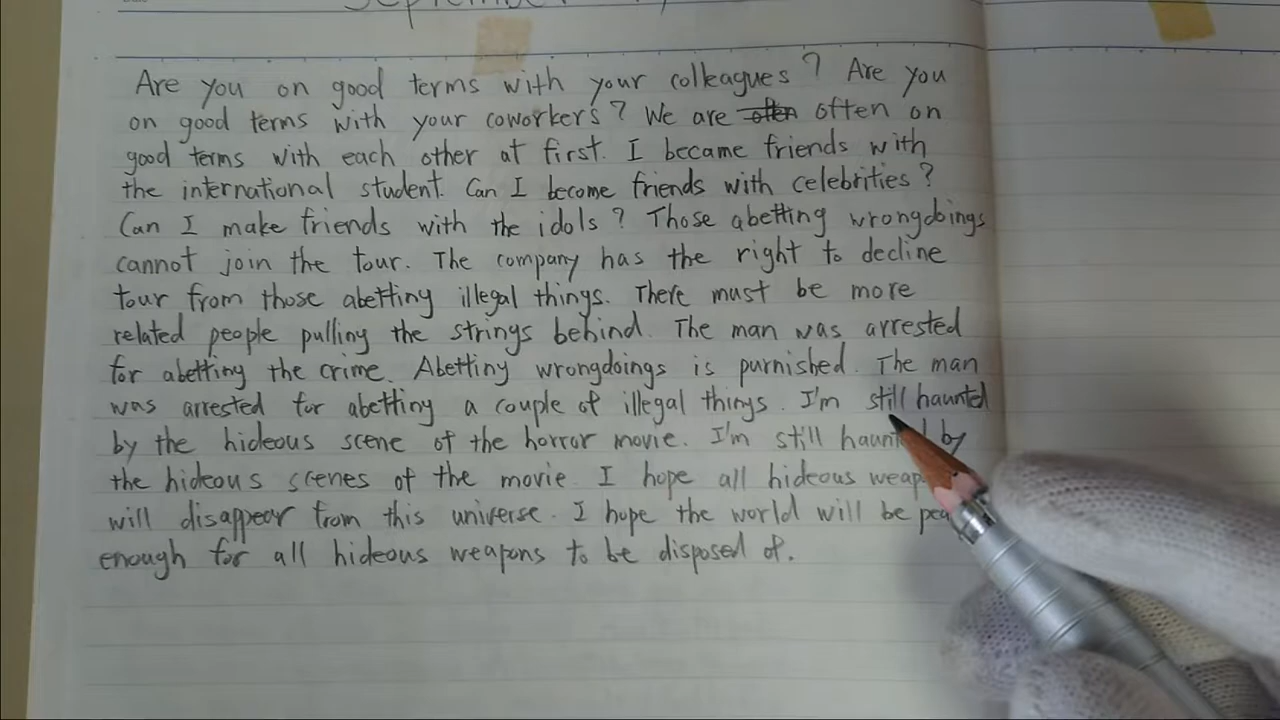 September
Are you on good terms with your colleagues? Are you
on good terms with your coworkers? We are often often on
good terms with each other at first. I became friends with
the international student. Can I become friends with celebrities?
Can I make friends with the idols? Those abetting wrongdoings
cannot join the tour. The company has the right to decline
tour from those abetting illegal things. There must be more
related people pulling the strings behind. The man was arrested
for abetting the crime. Abetting wrongdoings is purnished. The man
was arrested for abetting a couple of illegal things. I'm still haunted
by the hideous scene of the horror movie. I'm still haunted by
the hideous scenes of the movie. I hope all hideous
will disappear from this universe. I hope the world will be
enough for all hideous weapons to be disposed of.